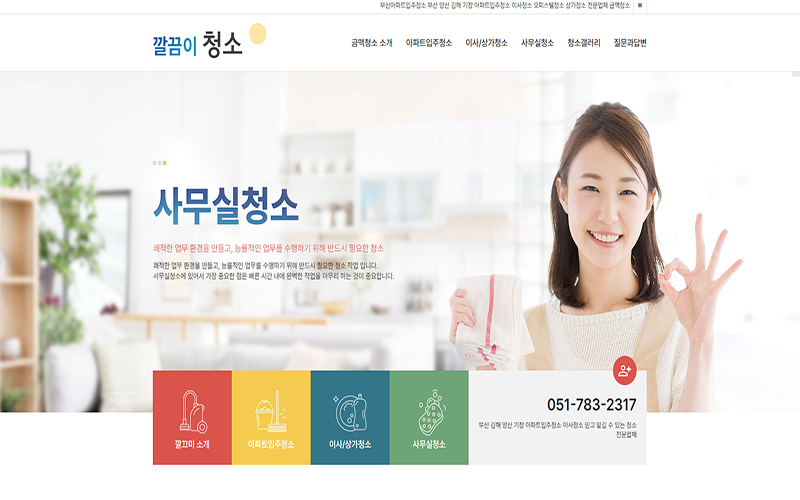 부산아파트입주청소 부산 양산 김해 기장 아파트입주청소 이사청소 오피스텔청소 상가청소 전문업체 금액청소
깔끔이 청소
금액청소 소개 아파트입주청소 이사/상가청소 사무실청소 청소갤러리 질문과답변
사무실청소
쾌적한 업무 환경을 만들고, 능률적인 업무를 수행하기 위해 반드시 필요한 청소
쾌적한 업무 환경을 만들고, 능률적인 업무를 수행하기 위해 반드시 필요한 청소 작업 입니다.
사무실청소에 있어서 가장 중요한 점은 빠른 시간 내에 완벽한 작업을 마무리 하는 것이 중요합니다.
051-783-2317
부산 김해 양산 기장 아파트입주청소 이사청소 믿고 맡길 수 있는 청소
전문업체
깔끄미 소개 아파트입주청소 이사/상가청소 사무실청소